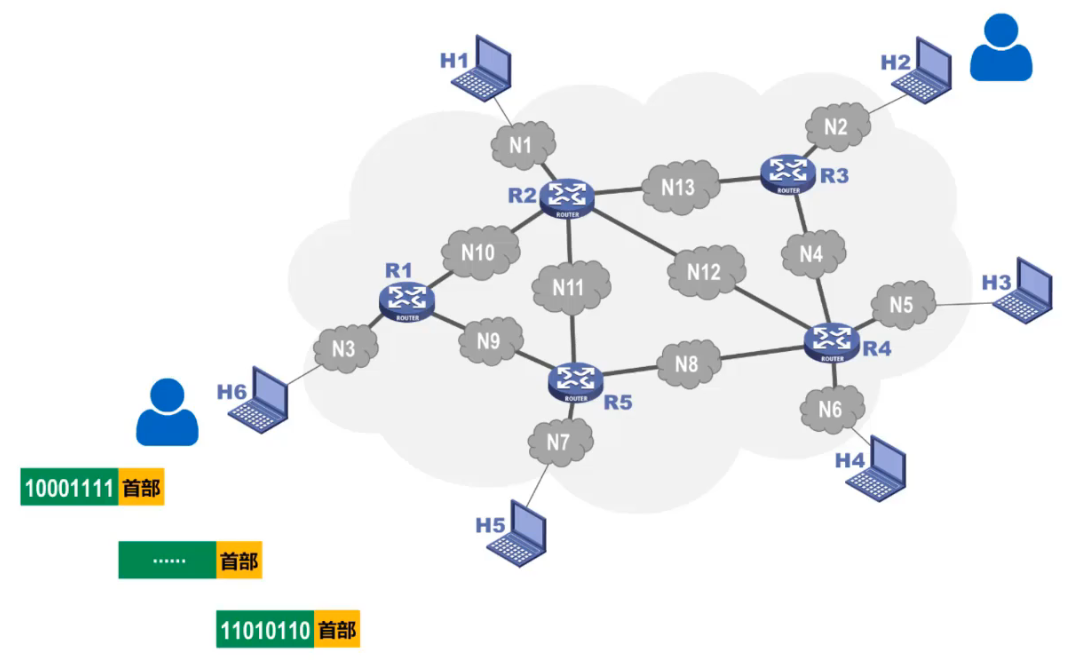 H1
H2
N1
N2
R2
ROUTER
N13
R3
ROUTER
N10
N12
N4
R1
ROUTER
N11
H3
N5
N3
N9
R4
ROUTER
N8
R5
ROUTER
H6
N7
N6
H4
H5
10001111 首部
…… 首部
11010110 首部